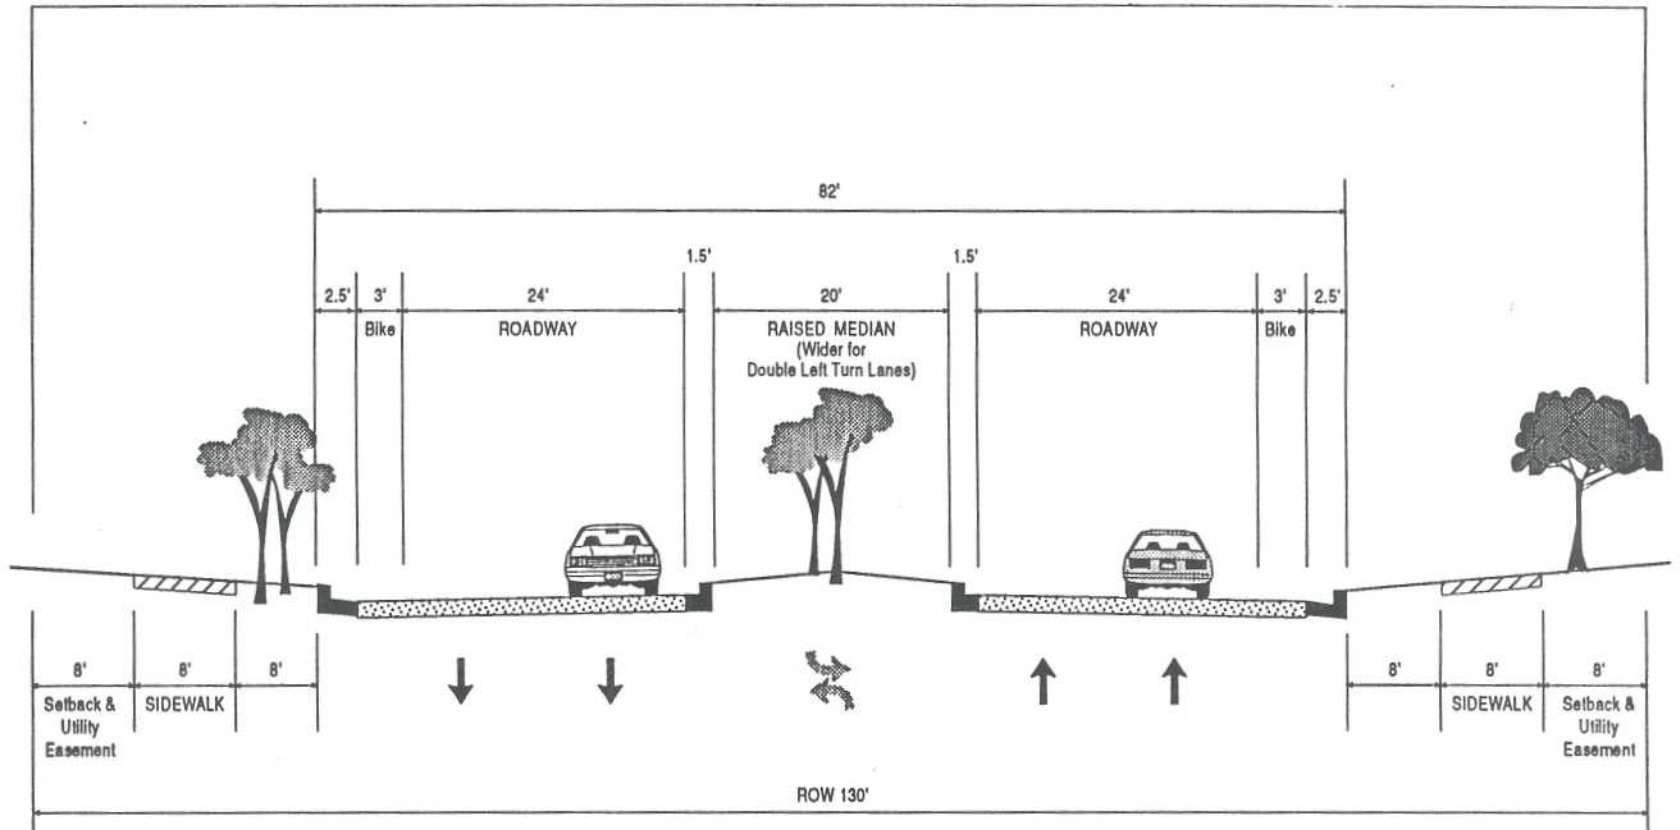 82'
1.5' 1.5'
2.5' 3' 24' 20' 24' 3' 2.5'
Bike ROADWAY RAISED MEDIAN ROADWAY Bike
(Wider for
Double Left Turn Lanes)
8' 8' 8' 8' 8' 8'
Setback & SIDEWALK SIDEWALK Setback &
Utility Utility
Easement Easement
ROW 130'